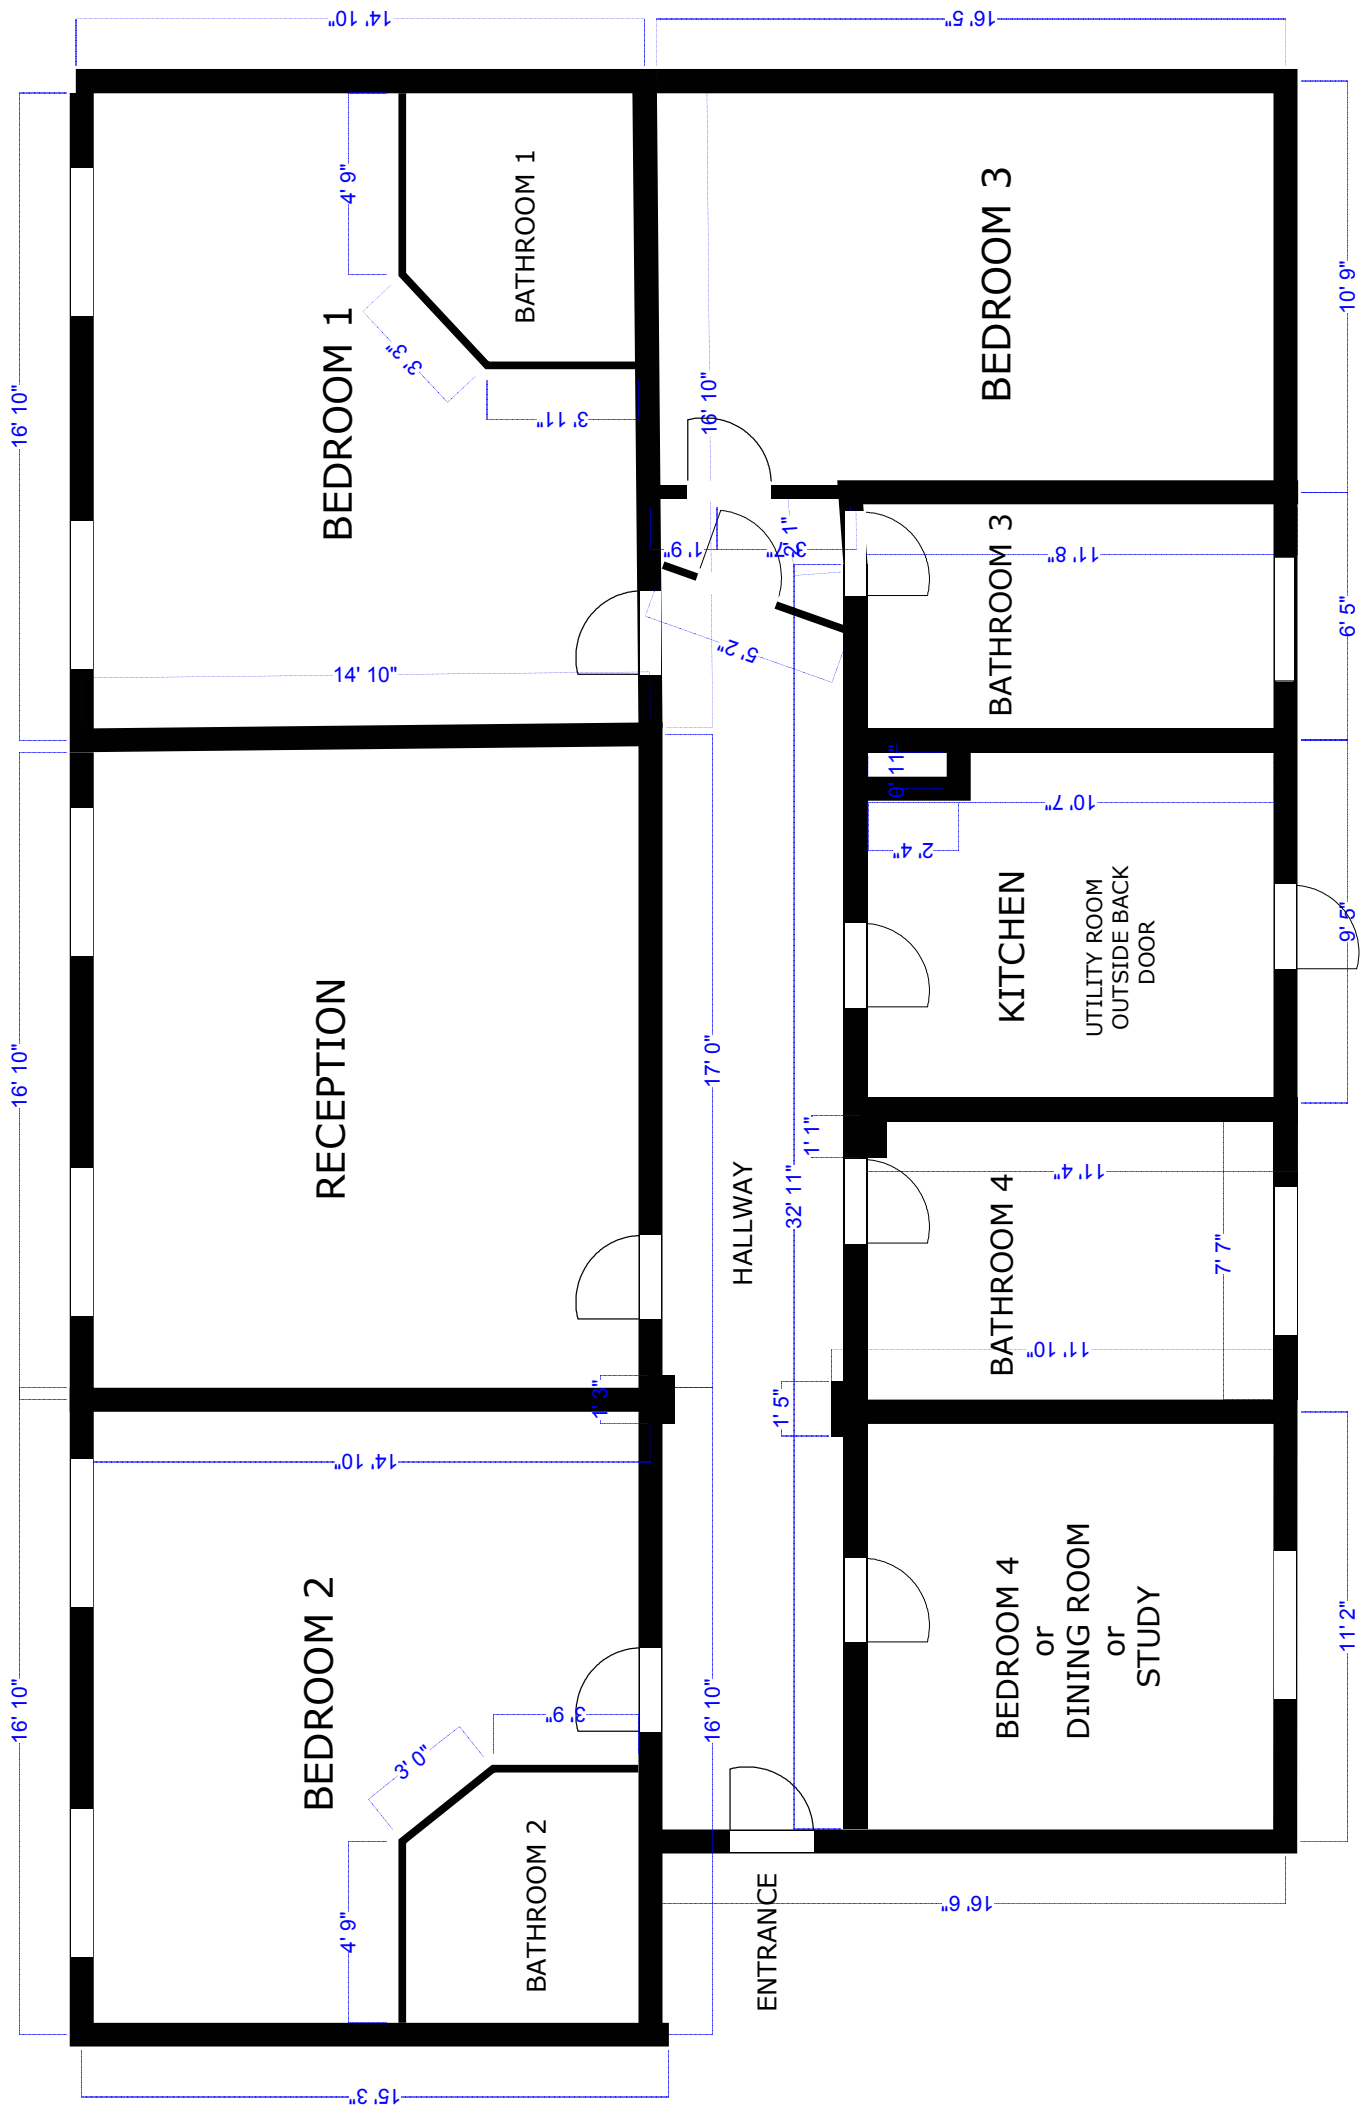 14' 10"
16' 5"
4' 9"
BATHROOM 1
BEDROOM 3
10' 9"
3' 3"
BEDROOM 1
16' 10"
16' 10"
3' 11"
1' 9"
3' 7"
2' 1"
BATHROOM 3
11' 8"
6' 5"
5' 2"
14' 10"
0' 11"
10' 7"
2' 4"
KITCHEN
UTILITY ROOM
OUTSIDE BACK
DOOR
9' 5"
16' 10"
RECEPTION
17' 0"
HALLWAY
32' 11"
1' 1"
11' 4"
BATHROOM 4
7' 7"
11' 10"
1' 3"
1' 5"
14' 10"
16' 10"
BEDROOM 2
3' 9"
3' 0"
16' 10"
BEDROOM 4
or
DINING ROOM
or
STUDY
11' 2"
4' 9"
BATHROOM 2
ENTRANCE
16' 6"
15' 3"